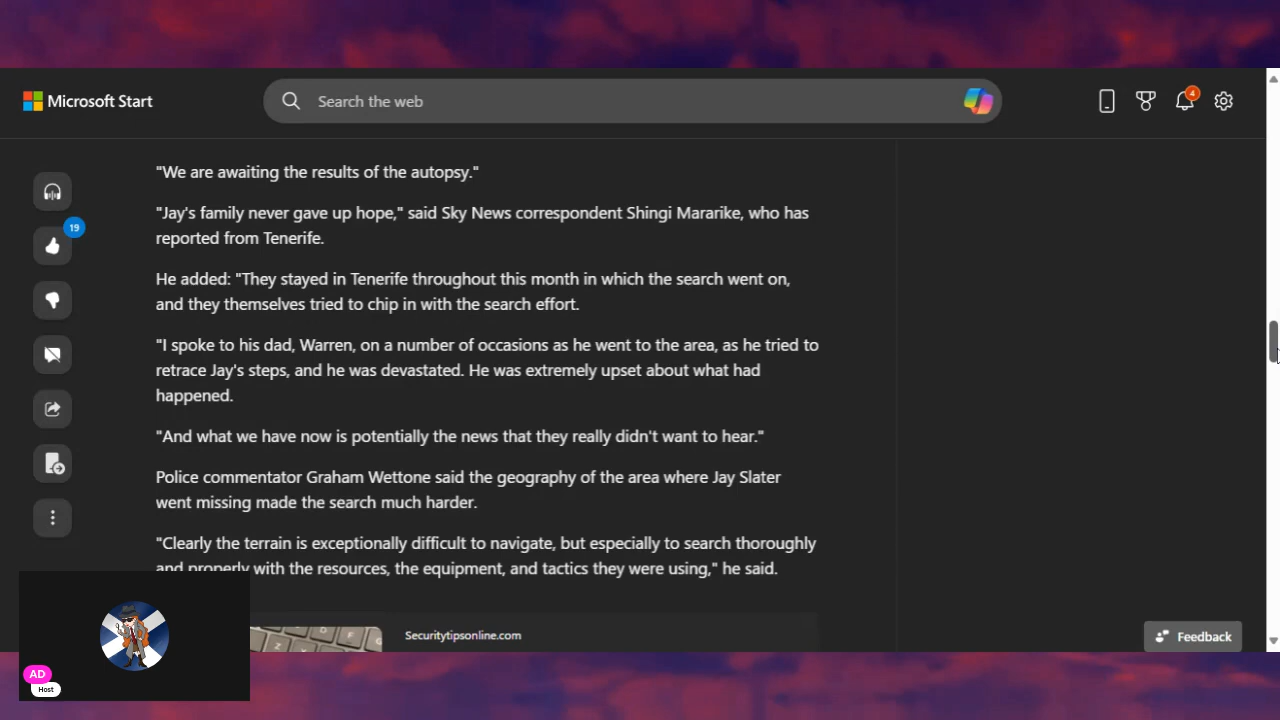 Microsoft Start
Search the web
4
"We are awaiting the results of the autopsy."
19
"Jay's family never gave up hope," said Sky News correspondent Shingi Mararike, who has
reported from Tenerife.
He added: "They stayed in Tenerife throughout this month in which the search went on,
and they themselves tried to chip in with the search effort.
"I spoke to his dad, Warren, on a number of occasions as he went to the area, as he tried to
retrace Jay's steps, and he was devastated. He was extremely upset about what had
happened.
"And what we have now is potentially the news that they really didn't want to hear."
Police commentator Graham Wettone said the geography of the area where Jay Slater
went missing made the search much harder.
"Clearly the terrain is exceptionally difficult to navigate, but especially to search thoroughly
and properly with the resources, the equipment, and tactics they were using," he said.
Securitytipsonline.com
Feedback
AD
Host